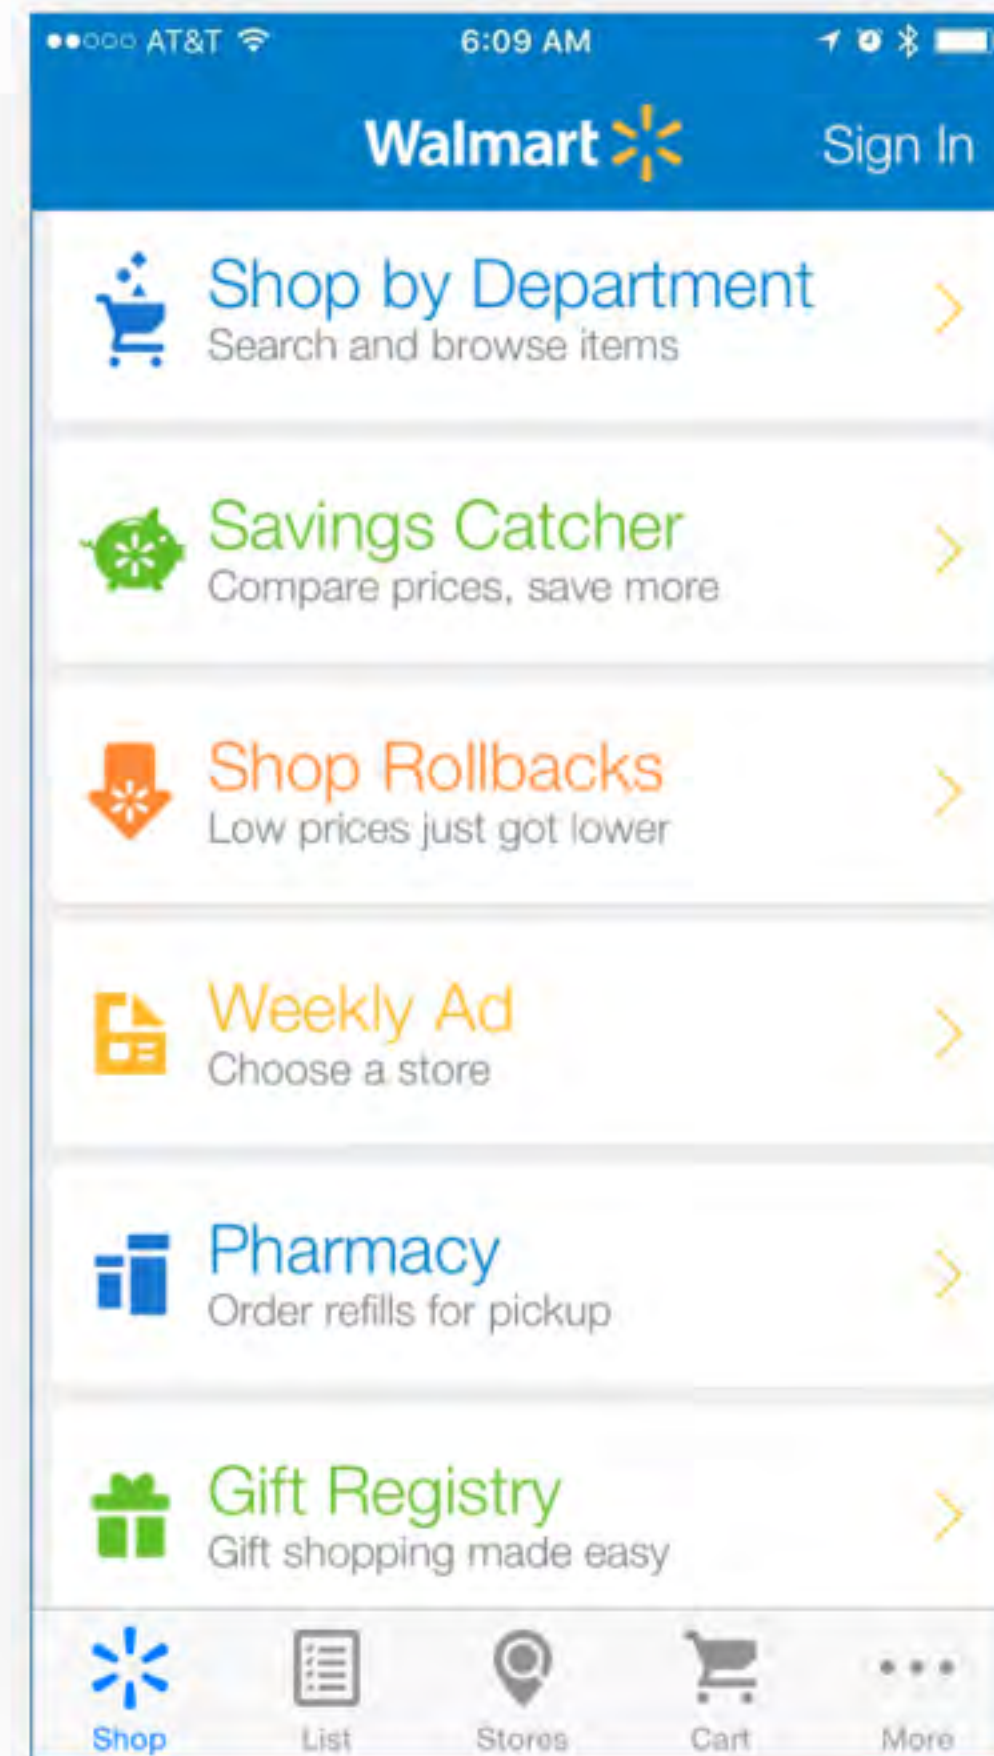 AT&T 6:09 AM
Walmart Sign In
Shop by Department
Search and browse items
Savings Catcher
Compare prices, save more
Shop Rollbacks
Low prices just got lower
Weekly Ad
Choose a store
Pharmacy
Order refills for pickup
Gift Registry
Gift shopping made easy
Shop List Stores Cart More